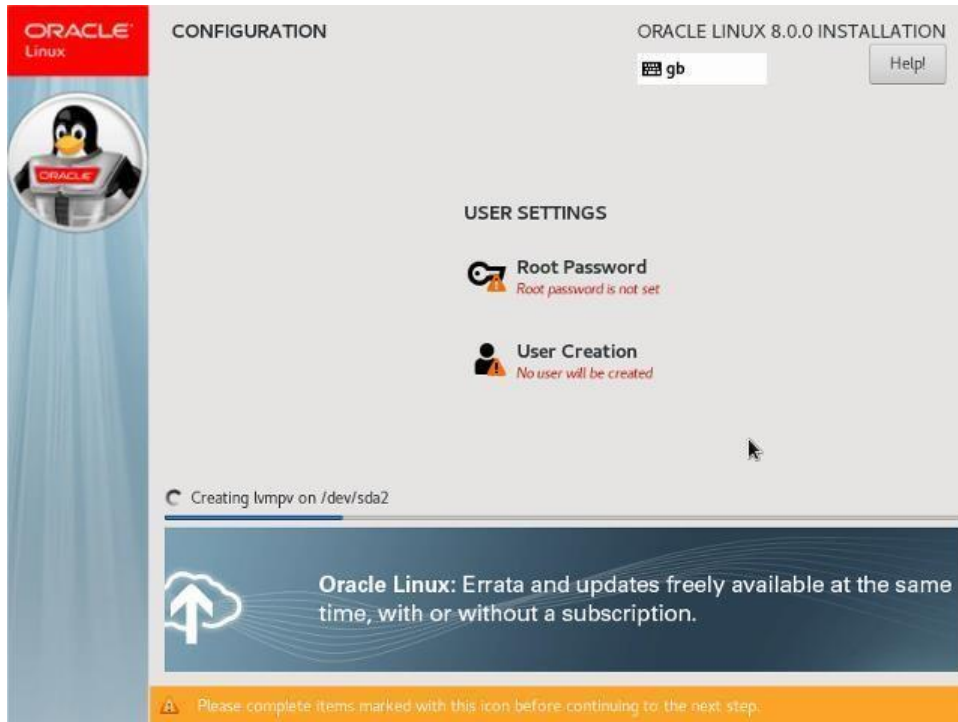 ORACLE
Linux
CONFIGURATION
ORACLE LINUX 8.0.0 INSTALLATION
gb
Help!
ORACLE
USER SETTINGS
Root Password
Root password is not set
User Creation
No user will be created
Creating lvmpv on /dev/sda2
Oracle Linux: Errata and updates freely available at the same
time, with or without a subscription.
Please complete items marked with this icon before continuing to the next step.